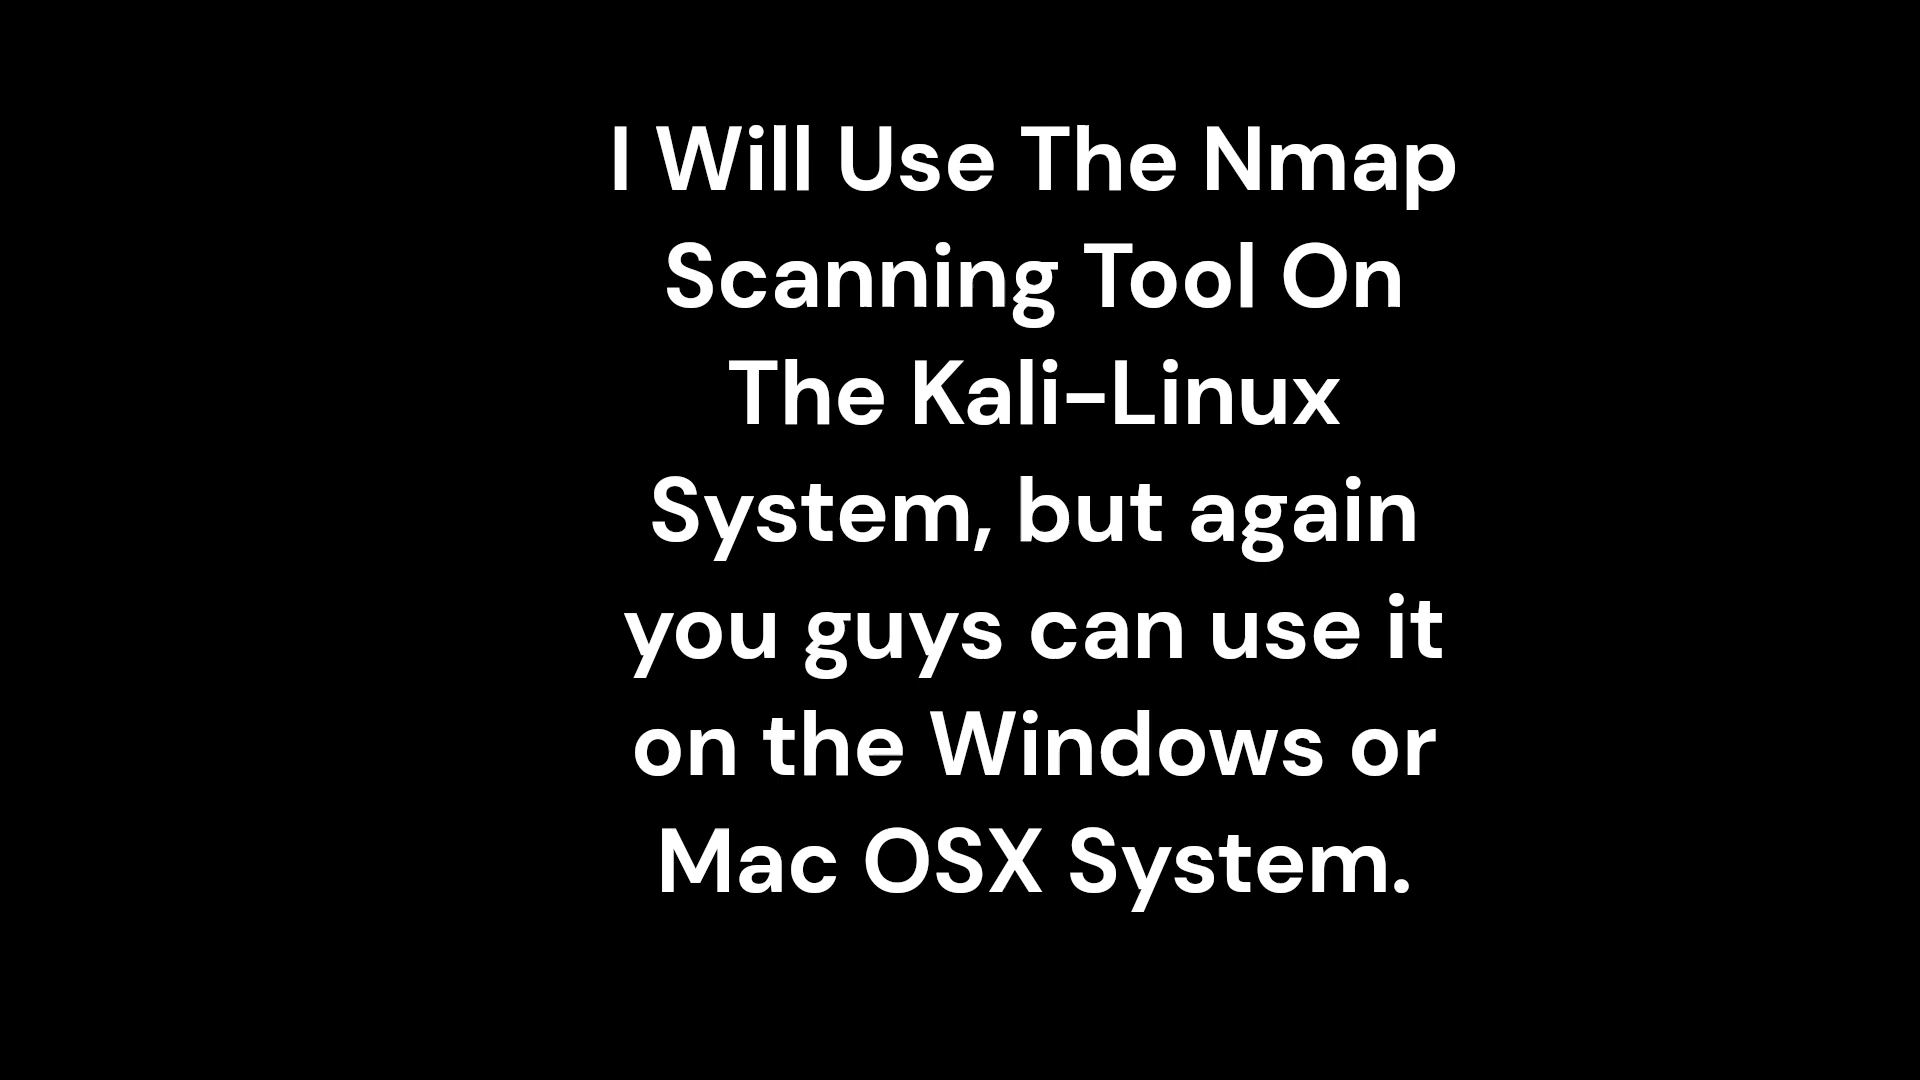 I Will Use The Nmap
Scanning Tool On
The Kali-Linux
System, but again
you guys can use it
on the Windows or
Mac OSX System.